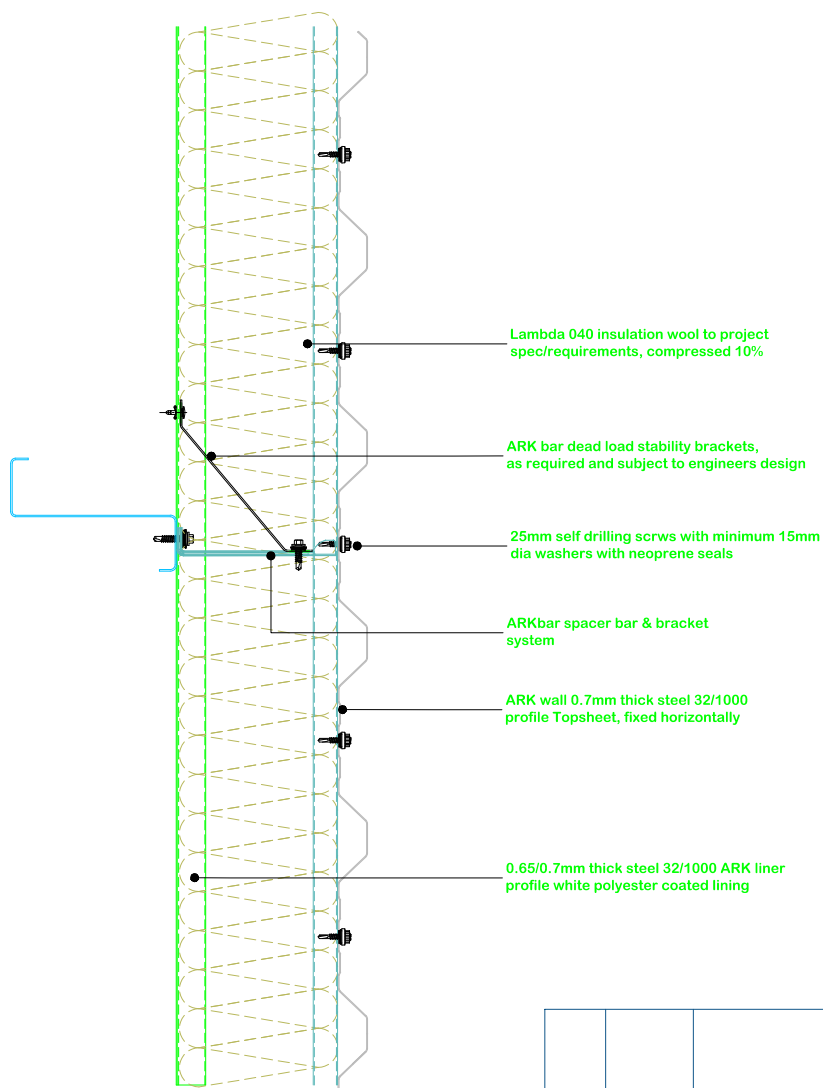 Lambda 040 insulation wool to project
spec/requirements, compressed 10%
ARK bar dead load stability brackets,
as required and subject to engineers design
25mm self drilling scrws with minimum 15mm
dia washers with neoprene seals
ARKbar spacer bar & bracket
system
ARK wall 0.7mm thick steel 32/1000
profile Topsheet, fixed horizontally
0.65/0.7mm thick steel 32/1000 ARK liner
profile white polyester coated lining